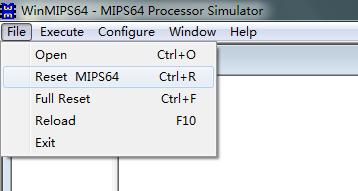 WinMIPS64 - MIPS64 Processor Simulator
File Execute Configure Window Help
Open Ctrl+O
Reset MIPS64 Ctrl+R
Full Reset Ctrl+F
Reload F10
Exit